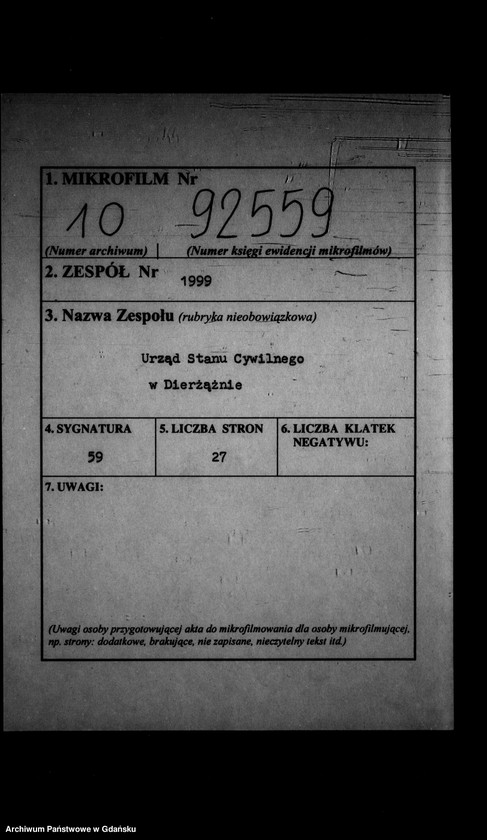 1. MIKROFILM Nr
10 92559
(Numer archiwum) (Numer księgi ewidencji mikrofilmów)
2. ZESPÓŁ Nr
1999
3. Nazwa Zespołu (rubryka nieobowiązkowa)
Urząd Stanu Cywilnego
w Dierżążnie
4. SYGNATURA 5. LICZBA STRON 6. LICZBA KLATEK
NEGATYWU:
59 27
7. UWAGI:
(Uwagi osoby przygotowującej akta do mikrofilmowania dla osoby mikrofilmującej,
np. strony: dodatkowe, brakujące, nie zapisane, nieczytelny tekst itd.)
Archiwum Państwowe w Gdańsku